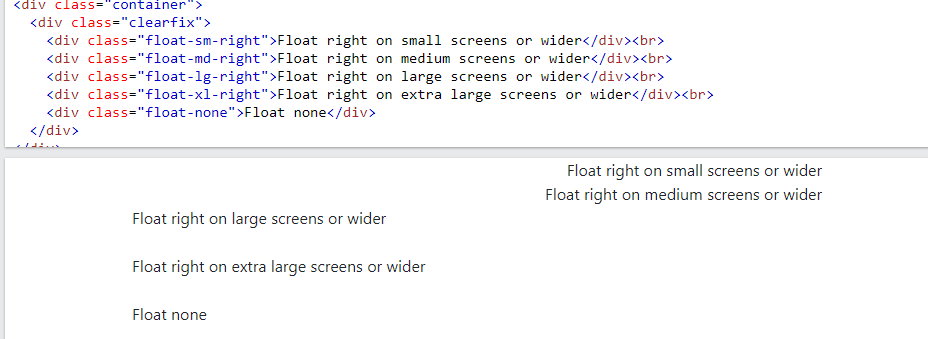 <div class="container">
<div class="clearfix">
<div class="float-sm-right">Float right on small screens or wider</div><br>
<div class="float-md-right">Float right on medium screens or wider</div><br>
<div class="float-lg-right">Float right on large screens or wider</div><br>
<div class="float-xl-right">Float right on extra large screens or wider</div><br>
<div class="float-none">Float none</div>
</div>
</div>
Float right on small screens or wider
Float right on medium screens or wider
Float right on large screens or wider
Float right on extra large screens or wider
Float none